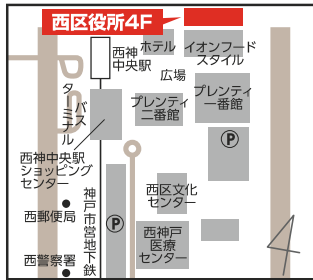 西区役所4F
西神
中央駅
ホテル
イオンフード
スタイル
広場
バス
ターミナル
プレンティ
二番館
プレンティ
一番館
P
西神中央駅
ショッピング
センター
西郵便局
西警察署
神戸市営地下鉄
P
西区文化
センター
西神戸
医療
センター